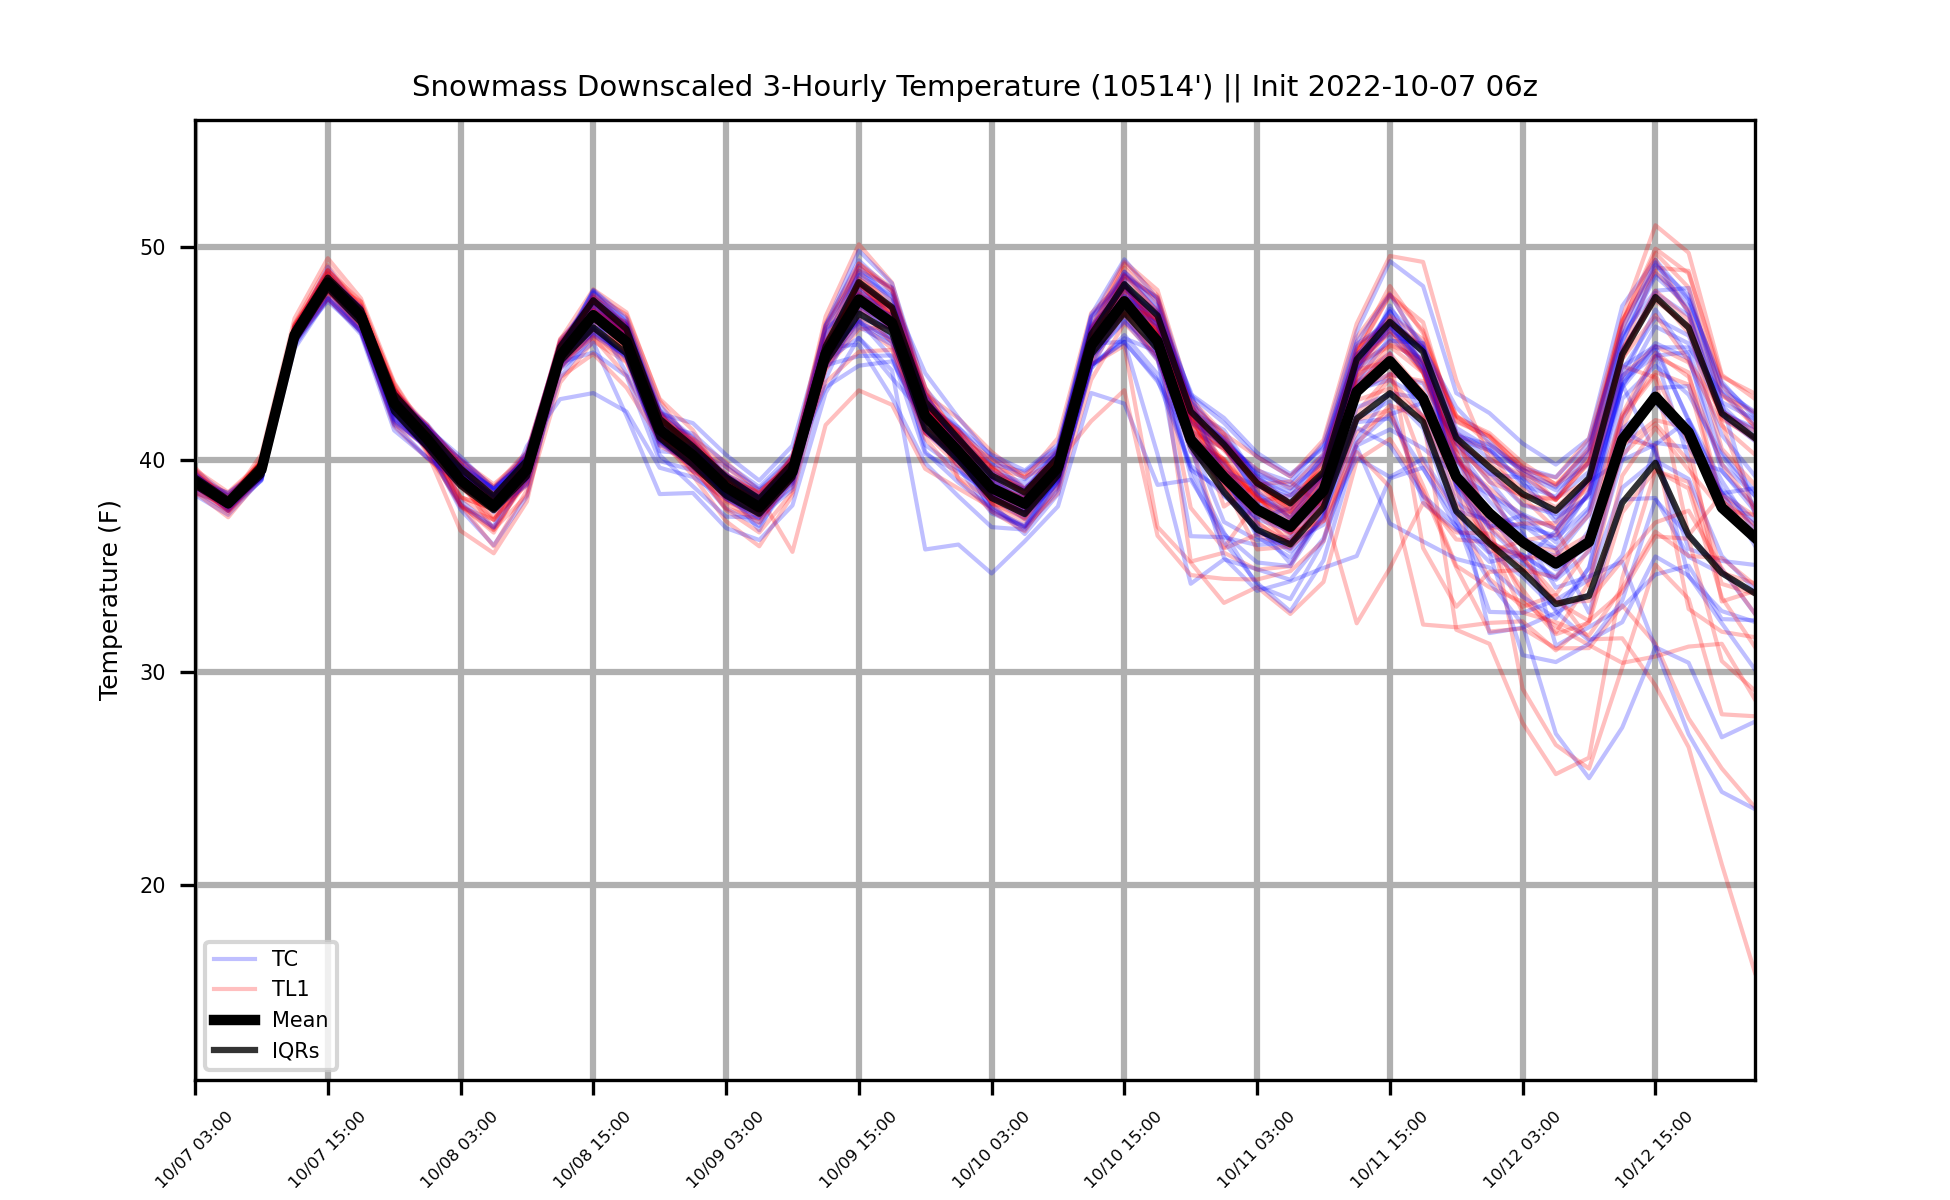 Snowmass Downscaled 3-Hourly Temperature (10514') || Init 2022-10-07 06z
Temperature (F)
50
40
30
20
TC
TL1
Mean
IQRs
10/07 03:00
10/07 15:00
10/08 03:00
10/08 15:00
10/09 03:00
10/09 15:00
10/10 03:00
10/10 15:00
10/11 03:00
10/11 15:00
10/12 03:00
10/12 15:00